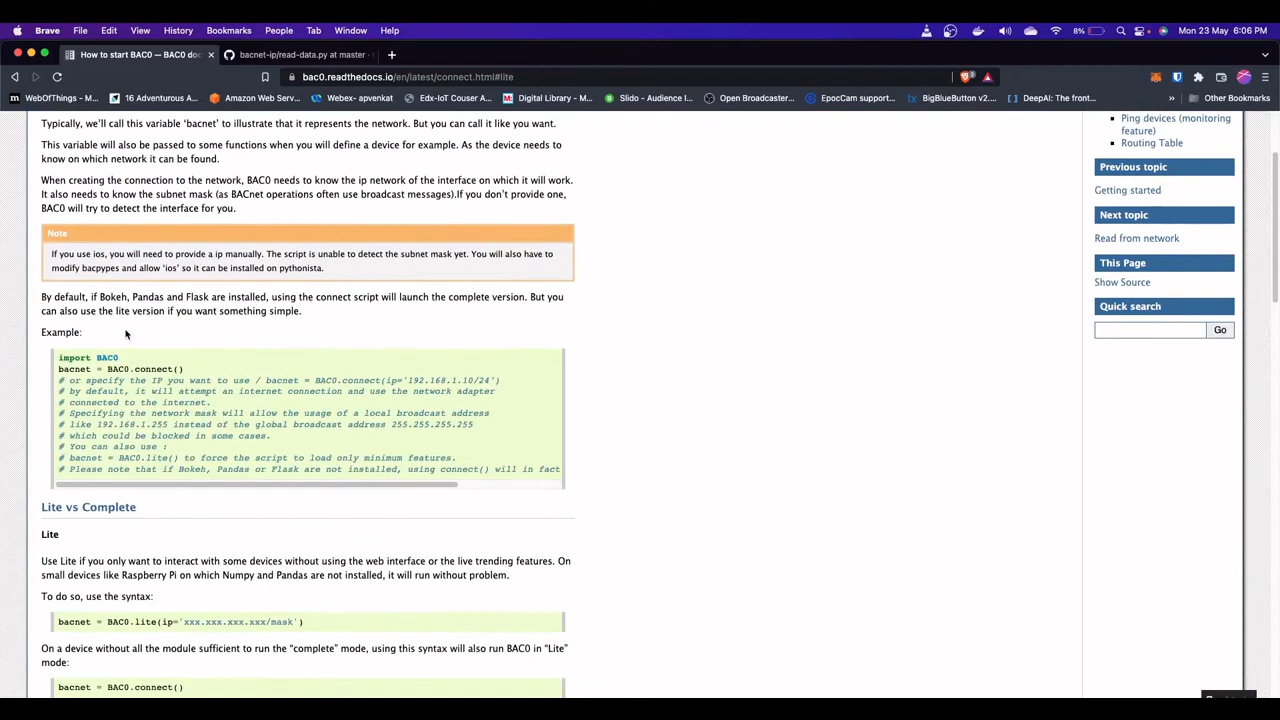 Brave File Edit View History Bookmarks People Tab Window Help 8% Mon 23 May 6:06 PM
How to start BAC0 — BAC0 do bacnet-ip/read-data.py at master
bac0.readthedocs.io/en/latest/connect.html#lite
WebOfThings - M... 16 Adventurous A... Amazon Web Serv... Webex- apvenkat Edx-IoT Couser A... Digital Library - M... Slido - Audience I... Open Broadcaster... EpocCam support... BigBlueButton v2... DeepAI: The front... » Other Bookmarks
Typically, we'll call this variable 'bacnet' to illustrate that it represents the network. But you can call it like you want.
This variable will also be passed to some functions when you will define a device for example. As the device needs to
know on which network it can be found.
When creating the connection to the network, BAC0 needs to know the ip network of the interface on which it will work.
It also needs to know the subnet mask (as BACnet operations often use broadcast messages).If you don't provide one,
BAC0 will try to detect the interface for you.
Note
If you use ios, you will need to provide a ip manually. The script is unable to detect the subnet mask yet. You will also have to
modify bacpypes and allow 'ios' so it can be installed on pythonista.
By default, if Bokeh, Pandas and Flask are installed, using the connect script will launch the complete version. But you
can also use the lite version if you want something simple.
Example:
import BAC0
bacnet = BAC0.connect()
# or specify the IP you want to use / bacnet = BAC0.connect(ip='192.168.1.10/24')
# by default, it will attempt an internet connection and use the network adapter
# connected to the internet.
# Specifying the network mask will allow the usage of a local broadcast address
# like 192.168.1.255 instead of the global broadcast address 255.255.255.255
# which could be blocked in some cases.
# You can also use :
# bacnet = BAC0.lite() to force the script to load only minimum features.
# Please note that if Bokeh, Pandas or Flask are not installed, using connect() will in fact
Lite vs Complete
Lite
Use Lite if you only want to interact with some devices without using the web interface or the live trending features. On
small devices like Raspberry Pi on which Numpy and Pandas are not installed, it will run without problem.
To do so, use the syntax:
bacnet = BAC0.lite(ip='xxx.xxx.xxx.xxx/mask')
On a device without all the module sufficient to run the "complete" mode, using this syntax will also run BAC0 in "Lite"
mode:
bacnet = BAC0.connect()
Ping devices (monitoring
feature)
Routing Table
Previous topic
Getting started
Next topic
Read from network
This Page
Show Source
Quick search
Go